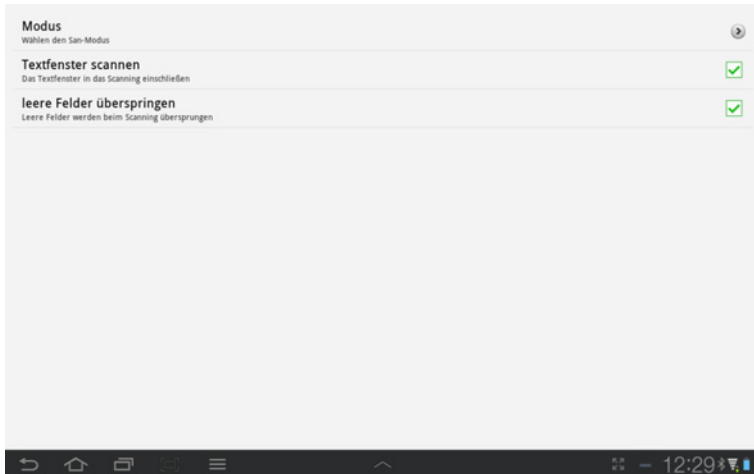 Modus
Wählen den San-Modus
Textfenster scannen
Das Textfenster in das Scanning einschließen
leere Felder überspringen
Leere Felder werden beim Scanning übersprungen
12:29